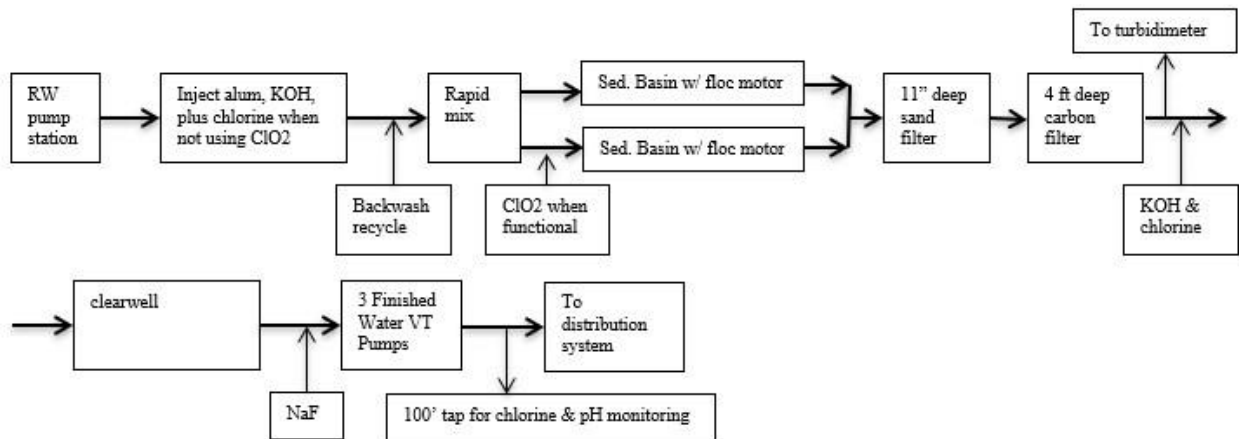 To turbidimeter
RW
pump
station
Inject alum, KOH,
plus chlorine when
not using ClO2
Rapid
mix
Sed. Basin w/ floc motor
Sed. Basin w/ floc motor
11” deep
sand
filter
4 ft deep
carbon
filter
Backwash
recycle
ClO2 when
functional
KOH &
chlorine
clearwell
3 Finished
Water VT
Pumps
To
distribution
system
NaF
100’ tap for chlorine & pH monitoring